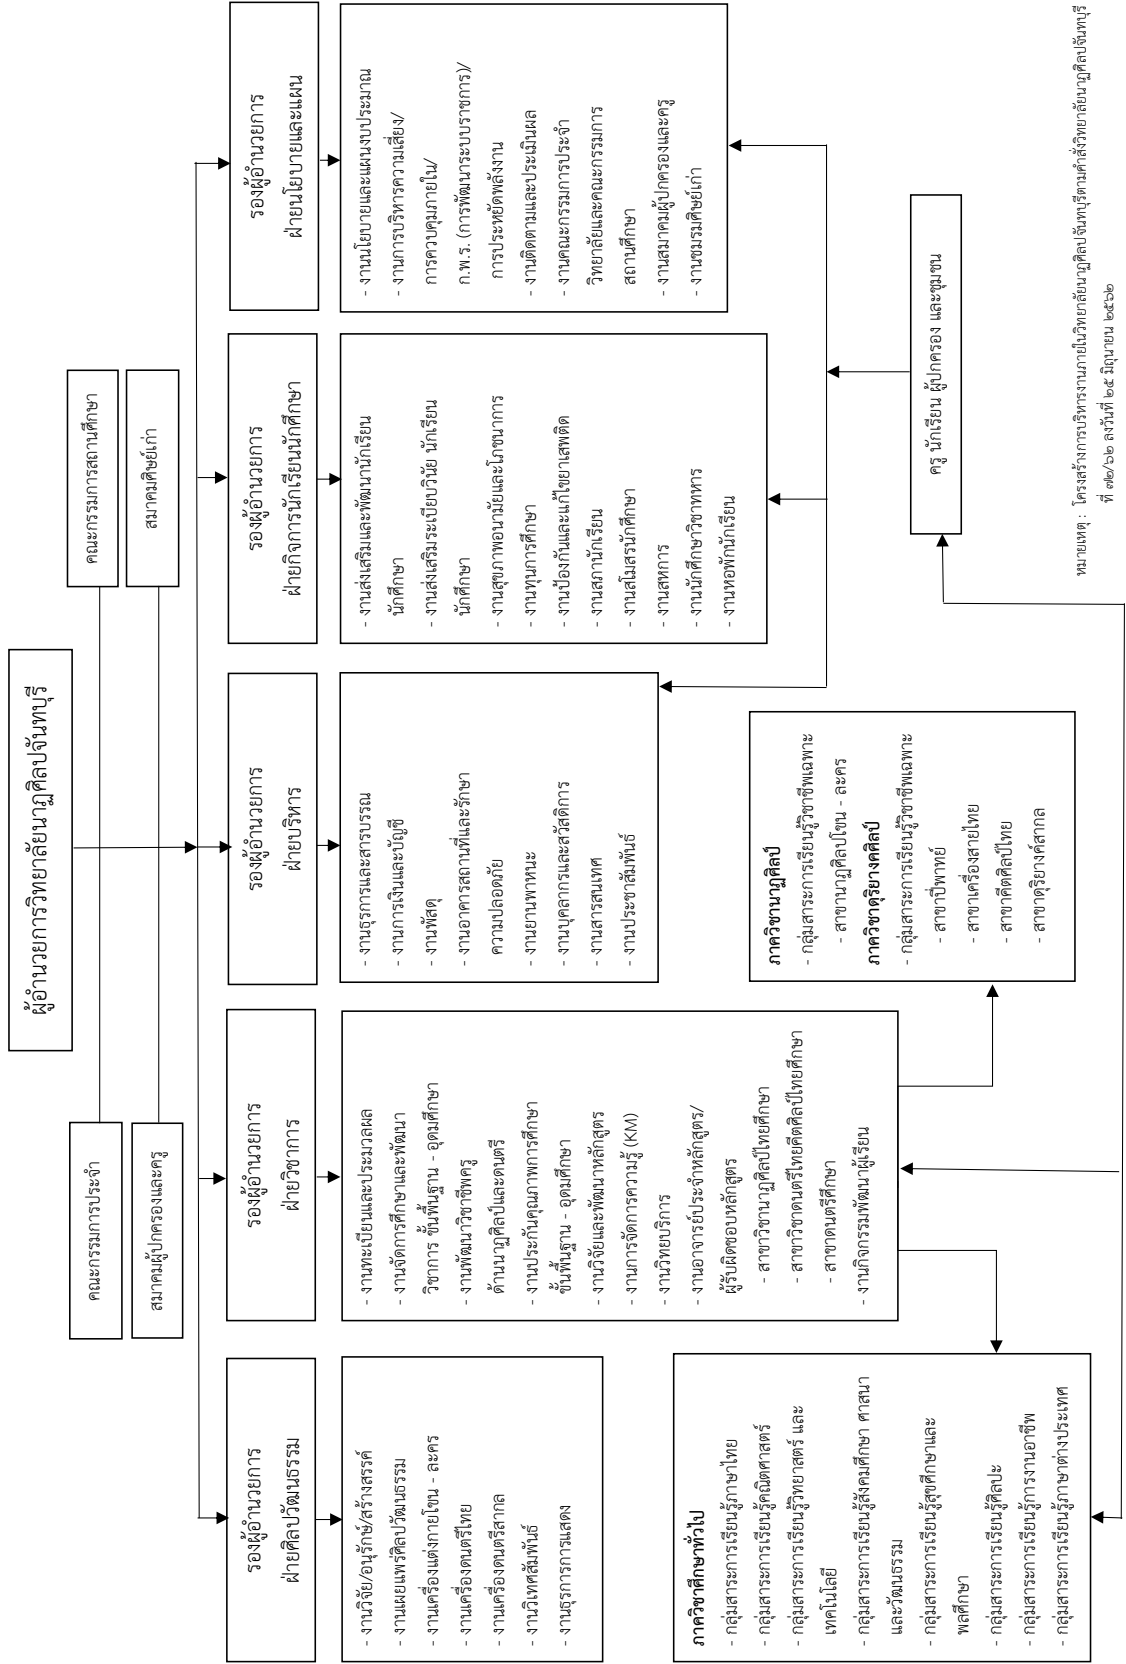 ผู้อำนวยการวิทยาลัยนาฏศิลปจันทบุรี
คณะกรรมการประจำ
คณะกรรมการสถานศึกษา
สมาคมผู้ปกครองและครู
สมาคมศิษย์เก่า
รองผู้อำนวยการ
ฝ่ายศิลปวัฒนธรรม
- งานวิจัย/อนุรักษ์/สร้างสรรค์
- งานเผยแพร่ศิลปวัฒนธรรม
- งานเครื่องแต่งกายโขน - ละคร
- งานเครื่องดนตรีไทย
- งานเครื่องดนตรีสากล
- งานวิเทศสัมพันธ์
- งานธุรการการแสดง
รองผู้อำนวยการ
ฝ่ายวิชาการ
- งานทะเบียนและประมวลผล
- งานจัดการศึกษาและพัฒนา
วิชาการ ขั้นพื้นฐาน - อุดมศึกษา
- งานพัฒนาวิชาชีพครู
ด้านนาฏศิลป์และดนตรี
- งานประกันคุณภาพการศึกษา
ขั้นพื้นฐาน - อุดมศึกษา
- งานวิจัยและพัฒนาหลักสูตร
- งานการจัดการความรู้ (KM)
- งานวิทยบริการ
- งานอาจารย์ประจำหลักสูตร/
ผู้รับผิดชอบหลักสูตร
- สาขาวิชานาฏศิลป์ไทยศึกษา
- สาขาวิชาดนตรีไทยคีตศิลป์ไทยศึกษา
- สาขาดนตรีศึกษา
- งานกิจกรรมพัฒนาผู้เรียน
รองผู้อำนวยการ
ฝ่ายบริหาร
- งานธุรการและสารบรรณ
- งานการเงินและบัญชี
- งานพัสดุ
- งานอาคารสถานที่และรักษา
ความปลอดภัย
- งานยานพาหนะ
- งานบุคลากรและสวัสดิการ
- งานสารสนเทศ
- งานประชาสัมพันธ์
รองผู้อำนวยการ
ฝ่ายกิจการนักเรียนนักศึกษา
- งานส่งเสริมและพัฒนานักเรียน
นักศึกษา
- งานส่งเสริมระเบียบวินัย นักเรียน
นักศึกษา
- งานสุขภาพอนามัยและโภชนาการ
- งานทุนการศึกษา
- งานป้องกันและแก้ไขยาเสพติด
- งานสภานักเรียน
- งานสโมสรนักศึกษา
- งานสหการ
- งานนักศึกษาวิชาทหาร
- งานหอพักนักเรียน
รองผู้อำนวยการ
ฝ่ายนโยบายและแผน
- งานนโยบายและแผนงบประมาณ
- งานการบริหารความเสี่ยง/
การควบคุมภายใน/
ก.พ.ร. (การพัฒนาระบบราชการ)/
การประหยัดพลังงาน
- งานติดตามและประเมินผล
- งานคณะกรรมการประจำ
วิทยาลัยและคณะกรรมการ
สถานศึกษา
- งานสมาคมผู้ปกครองและครู
- งานชมรมศิษย์เก่า
ภาควิชาศึกษาทั่วไป
- กลุ่มสาระการเรียนรู้ภาษาไทย
- กลุ่มสาระการเรียนรู้คณิตศาสตร์
- กลุ่มสาระการเรียนรู้วิทยาสตร์ และ
เทคโนโลยี
- กลุ่มสาระการเรียนรู้สังคมศึกษา ศาสนา
และวัฒนธรรม
- กลุ่มสาระการเรียนรู้สุขศึกษาและ
พลศึกษา
- กลุ่มสาระการเรียนรู้ศิลปะ
- กลุ่มสาระการเรียนรู้การงานอาชีพ
- กลุ่มสาระการเรียนรู้ภาษาต่างประเทศ
ภาควิชานาฏศิลป์
- กลุ่มสาระการเรียนรู้วิชาชีพเฉพาะ
- สาขานาฏศิลปโขน - ละคร
ภาควิชาดุริยางคศิลป์
- กลุ่มสาระการเรียนรู้วิชาชีพเฉพาะ
- สาขาปี่พาทย์
- สาขาเครื่องสายไทย
- สาขาคีตศิลป์ไทย
- สาขาดุริยางค์สากล
ครู นักเรียน ผู้ปกครอง และชุมชน
หมายเหตุ : โครงสร้างการบริหารงานภายในวิทยาลัยนาฏศิลปจันทบุรีตามคำสั่งวิทยาลัยนาฏศิลปจันทบุรี
ที่ ๗๒/๖๒ ลงวันที่ ๒๕ มิถุนายน ๒๕๖๒